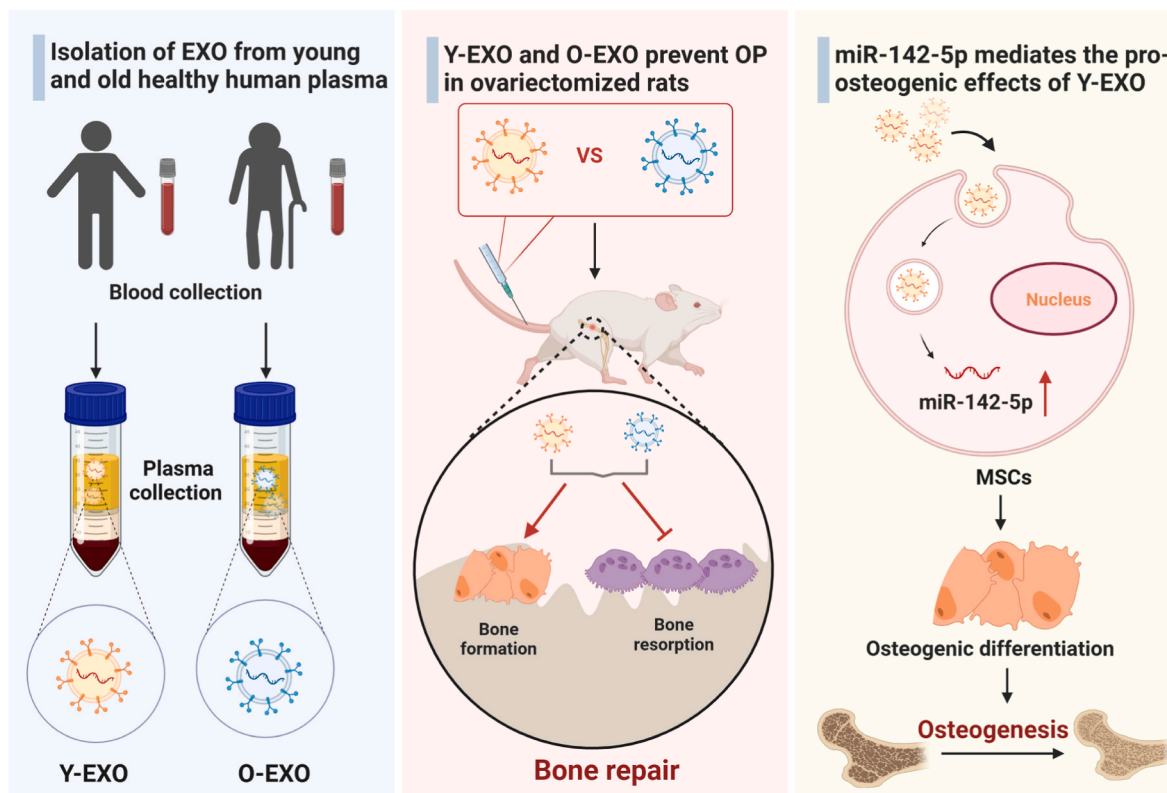 Isolation of EXO from young
and old healthy human plasma
Blood collection
Plasma
collection
Y-EXO
O-EXO
Y-EXO and O-EXO prevent OP
in ovariectomized rats
VS
Bone
formation
Bone
resorption
Bone repair
miR-142-5p mediates the pro-
osteogenic effects of Y-EXO
Nucleus
miR-142-5p
MSCs
Osteogenic differentiation
Osteogenesis